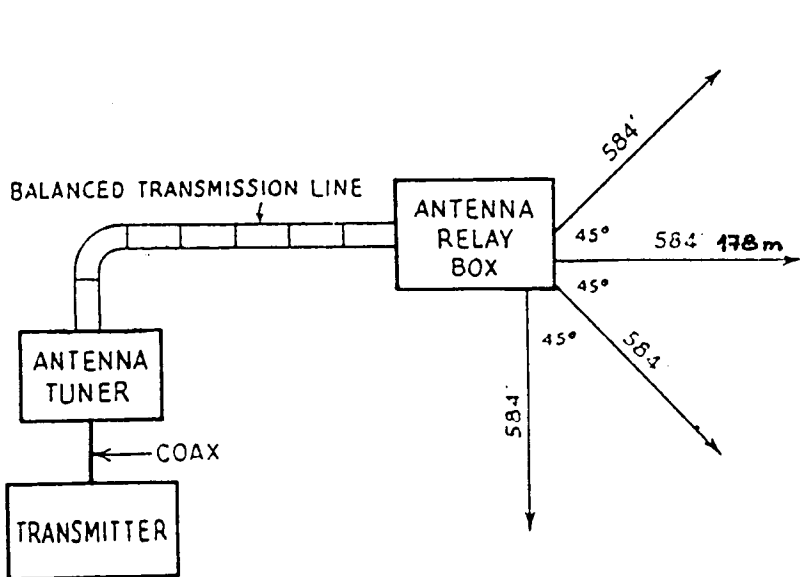 584'
BALANCED TRANSMISSION LINE
ANTENNA
RELAY
BOX
45°
584' 178m
45°
45°
584
584'
ANTENNA
TUNER
COAX
TRANSMITTER